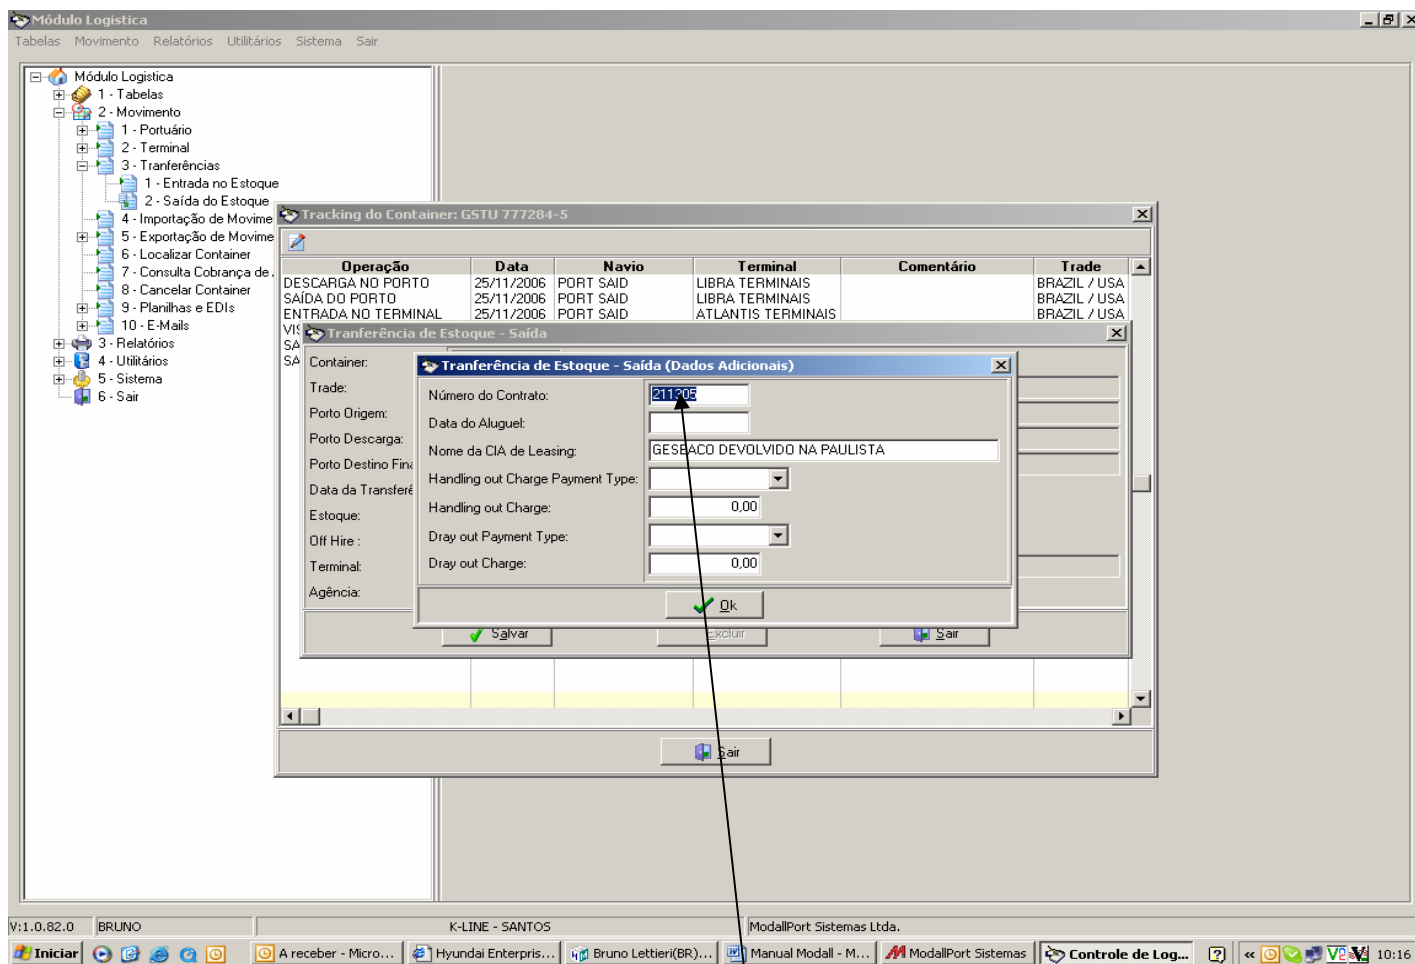 Módulo Logistica
Tabelas Movimento Relatórios Utilitários Sistema Sair
Módulo Logistica
1 - Tabelas
2 - Movimento
1 - Portuário
2 - Terminal
3 - Tranferências
1 - Entrada no Estoque
2 - Saída do Estoque
4 - Importação de Movime
5 - Exportação de Movime
6 - Localizar Container
7 - Consulta Cobrança de.
8 - Cancelar Container
9 - Planilhas e EDIs
10 - E-Mails
3 - Relatórios
4 - Utilitários
5 - Sistema
6 - Sair
Tracking do Container: GSTU 777284-5
Operação Data Navio Terminal Comentário Trade
DESCARGA NO PORTO 25/11/2006 PORT SAID LIBRA TERMINAIS BRAZIL / USA
SAÍDA DO PORTO 25/11/2006 PORT SAID LIBRA TERMINAIS BRAZIL / USA
ENTRADA NO TERMINAL 25/11/2006 PORT SAID ATLANTIS TERMINAIS BRAZIL / USA
VIS
SA
SA
Tranferência de Estoque - Saída
Container:
Trade:
Porto Origem:
Porto Descarga:
Porto Destino Fina
Data da Transferê
Estoque:
Off Hire :
Terminal:
Agência:
Salvar Excluir Sair
Tranferência de Estoque - Saída (Dados Adicionais)
Número do Contrato: 211305
Data do Aluguel:
Nome da CIA de Leasing: GESEACO DEVOLVIDO NA PAULISTA
Handling out Charge Payment Type:
Handling out Charge: 0,00
Dray out Payment Type:
Dray out Charge: 0,00
Ok
Sair
V:1.0.82.0 BRUNO K-LINE - SANTOS ModallPort Sistemas Ltda.
Iniciar A receber - Micro... Hyundai Enterpris... Bruno Lettieri(BR)... Manual Modall - M... ModallPort Sistemas Controle de Log... « 10:16